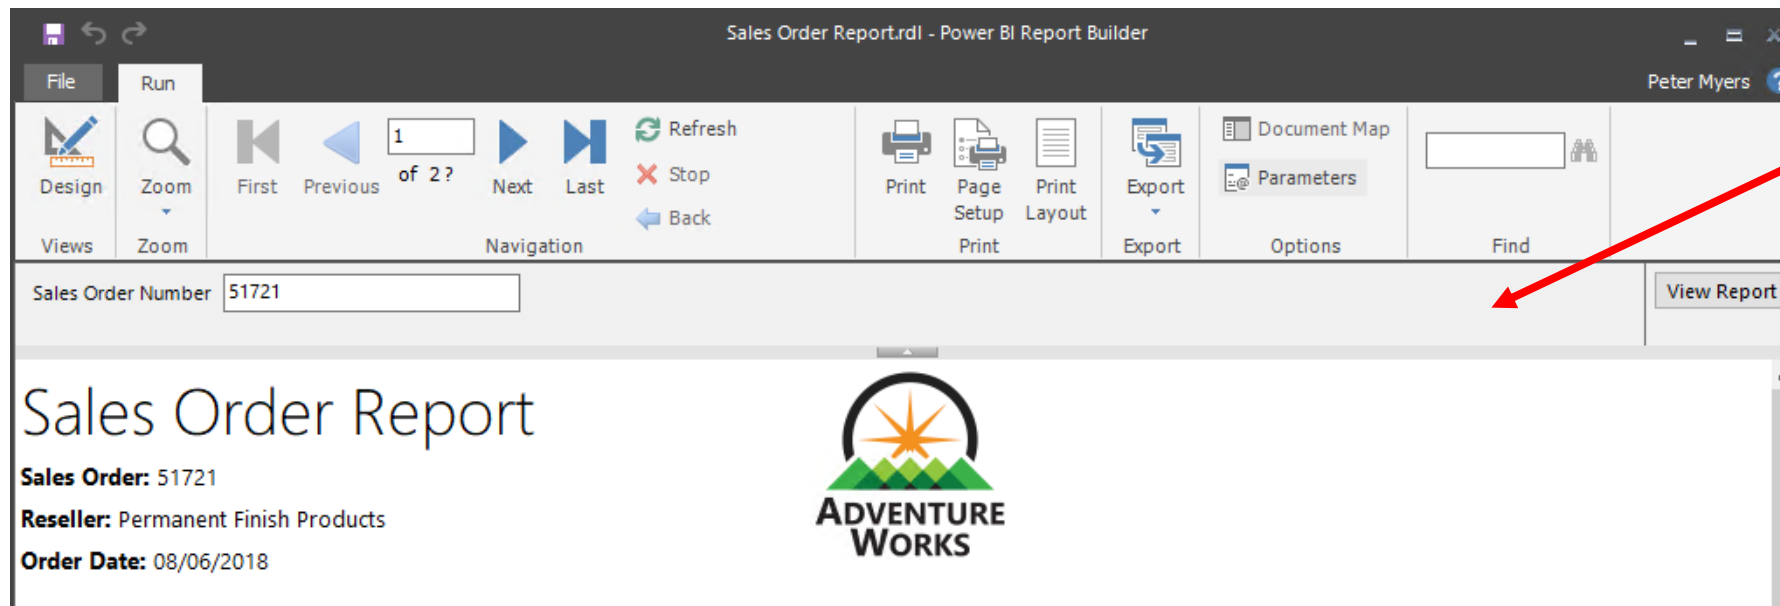 Sales Order Report.rdl - Power BI Report Builder
File Run Peter Myers ?
1
of 2 ?
Refresh
Stop
Back
Design Zoom First Previous Next Last
Print Page Setup Print Layout Export
Document Map
Parameters
Views Zoom Navigation Print Export Options Find
Sales Order Number 51721 View Report
Sales Order Report
Sales Order: 51721
Reseller: Permanent Finish Products
Order Date: 08/06/2018
ADVENTURE
WORKS